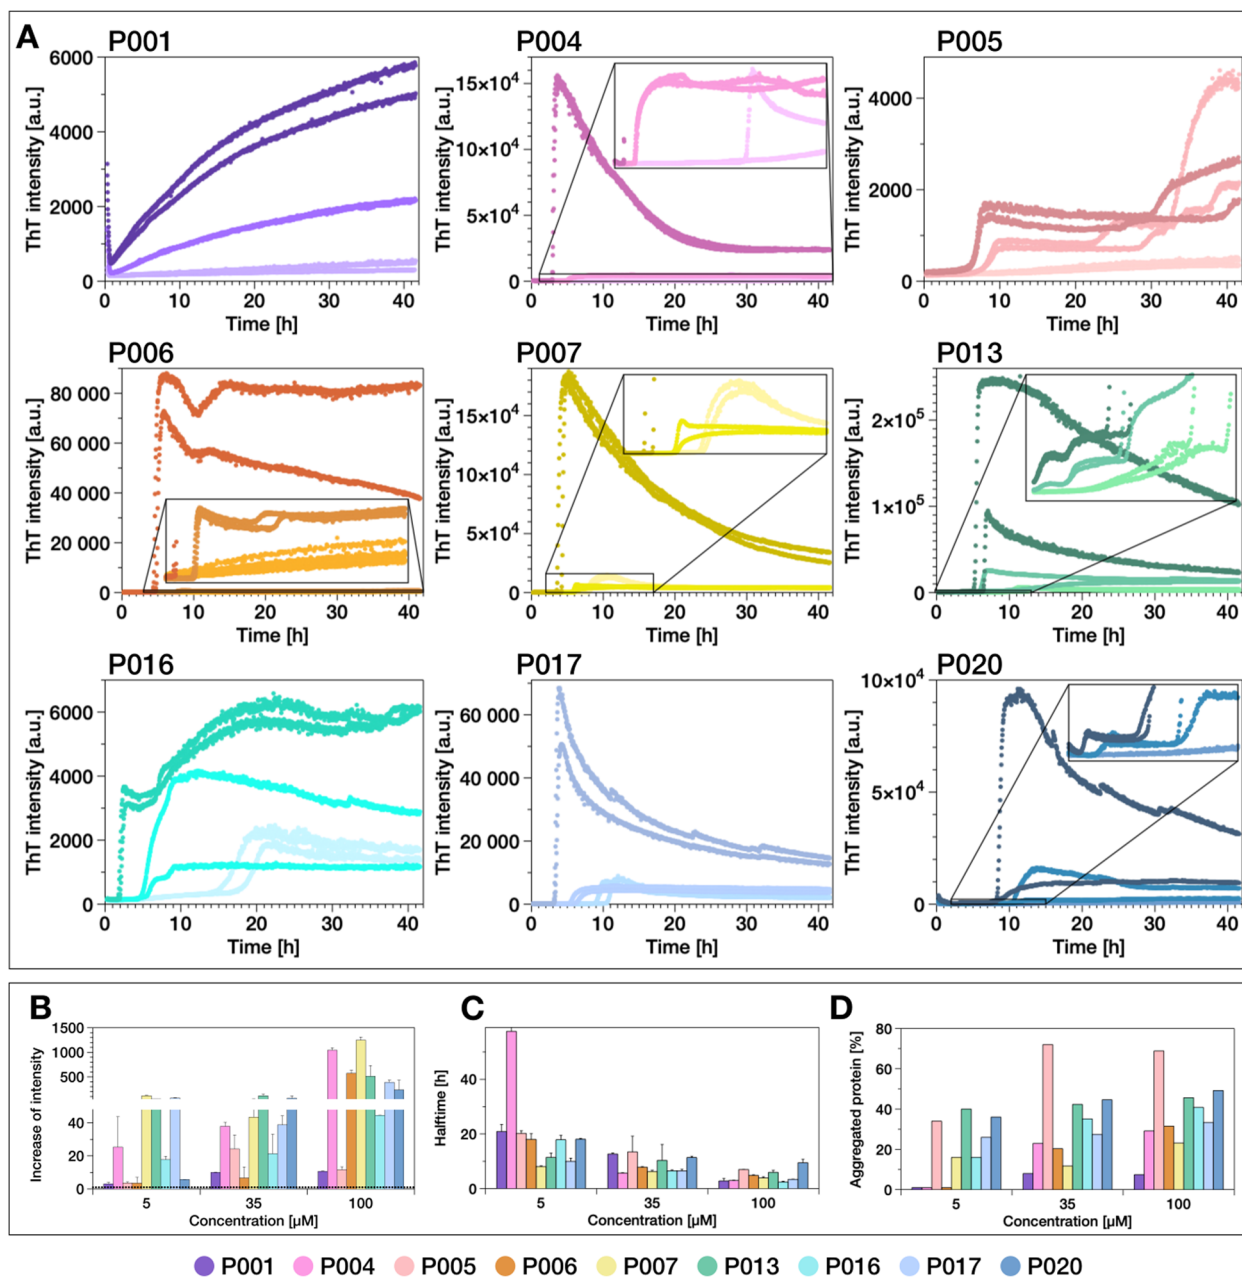 A
P001
ThT intensity [a.u.]
6000
4000
2000
0
0 10 20 30 40
Time [h]
P004
ThT intensity [a.u.]
15×10⁴
10×10⁴
5×10⁴
0
0 10 20 30 40
Time [h]
P005
ThT intensity [a.u.]
4000
2000
0
0 10 20 30 40
Time [h]
P006
ThT intensity [a.u.]
80 000
60 000
40 000
20 000
0
0 10 20 30 40
Time [h]
P007
ThT intensity [a.u.]
15×10⁴
10×10⁴
5×10⁴
0
0 10 20 30 40
Time [h]
P013
ThT intensity [a.u.]
2×10⁵
1×10⁵
0
0 10 20 30 40
Time [h]
P016
ThT intensity [a.u.]
6000
4000
2000
0
0 10 20 30 40
Time [h]
P017
ThT intensity [a.u.]
60 000
40 000
20 000
0
0 10 20 30 40
Time [h]
P020
ThT intensity [a.u.]
10×10⁴
5×10⁴
0
0 10 20 30 40
Time [h]
B
Increase of intensity
1500
1000
500
40
20
0
5 35 100
Concentration [µM]
C
Halftime [h]
40
20
0
5 35 100
Concentration [µM]
D
Aggregated protein [%]
80
60
40
20
0
5 35 100
Concentration [µM]
P001 P004 P005 P006 P007 P013 P016 P017 P020